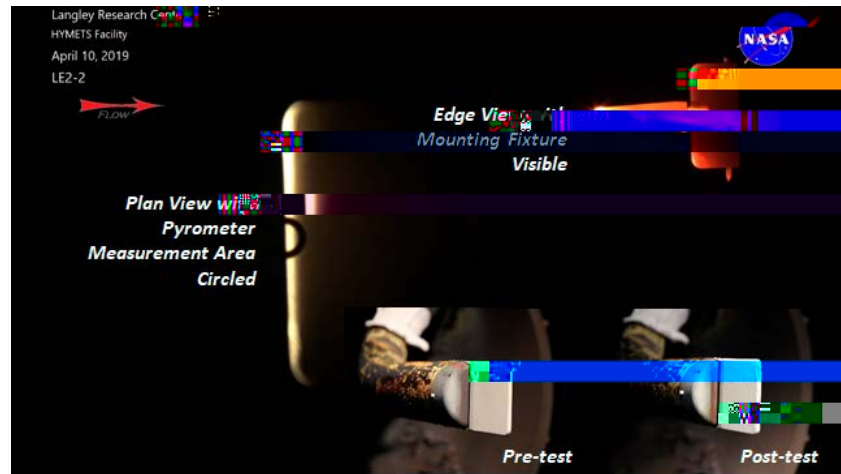 Langley Research
HYMETS Facility
April 10, 2019
LE2-2
FLOW
NASA
Edge View
Mounting Fixture
Visible
Plan View
Pyrometer
Measurement Area
Circled
Pre-test
Post-test